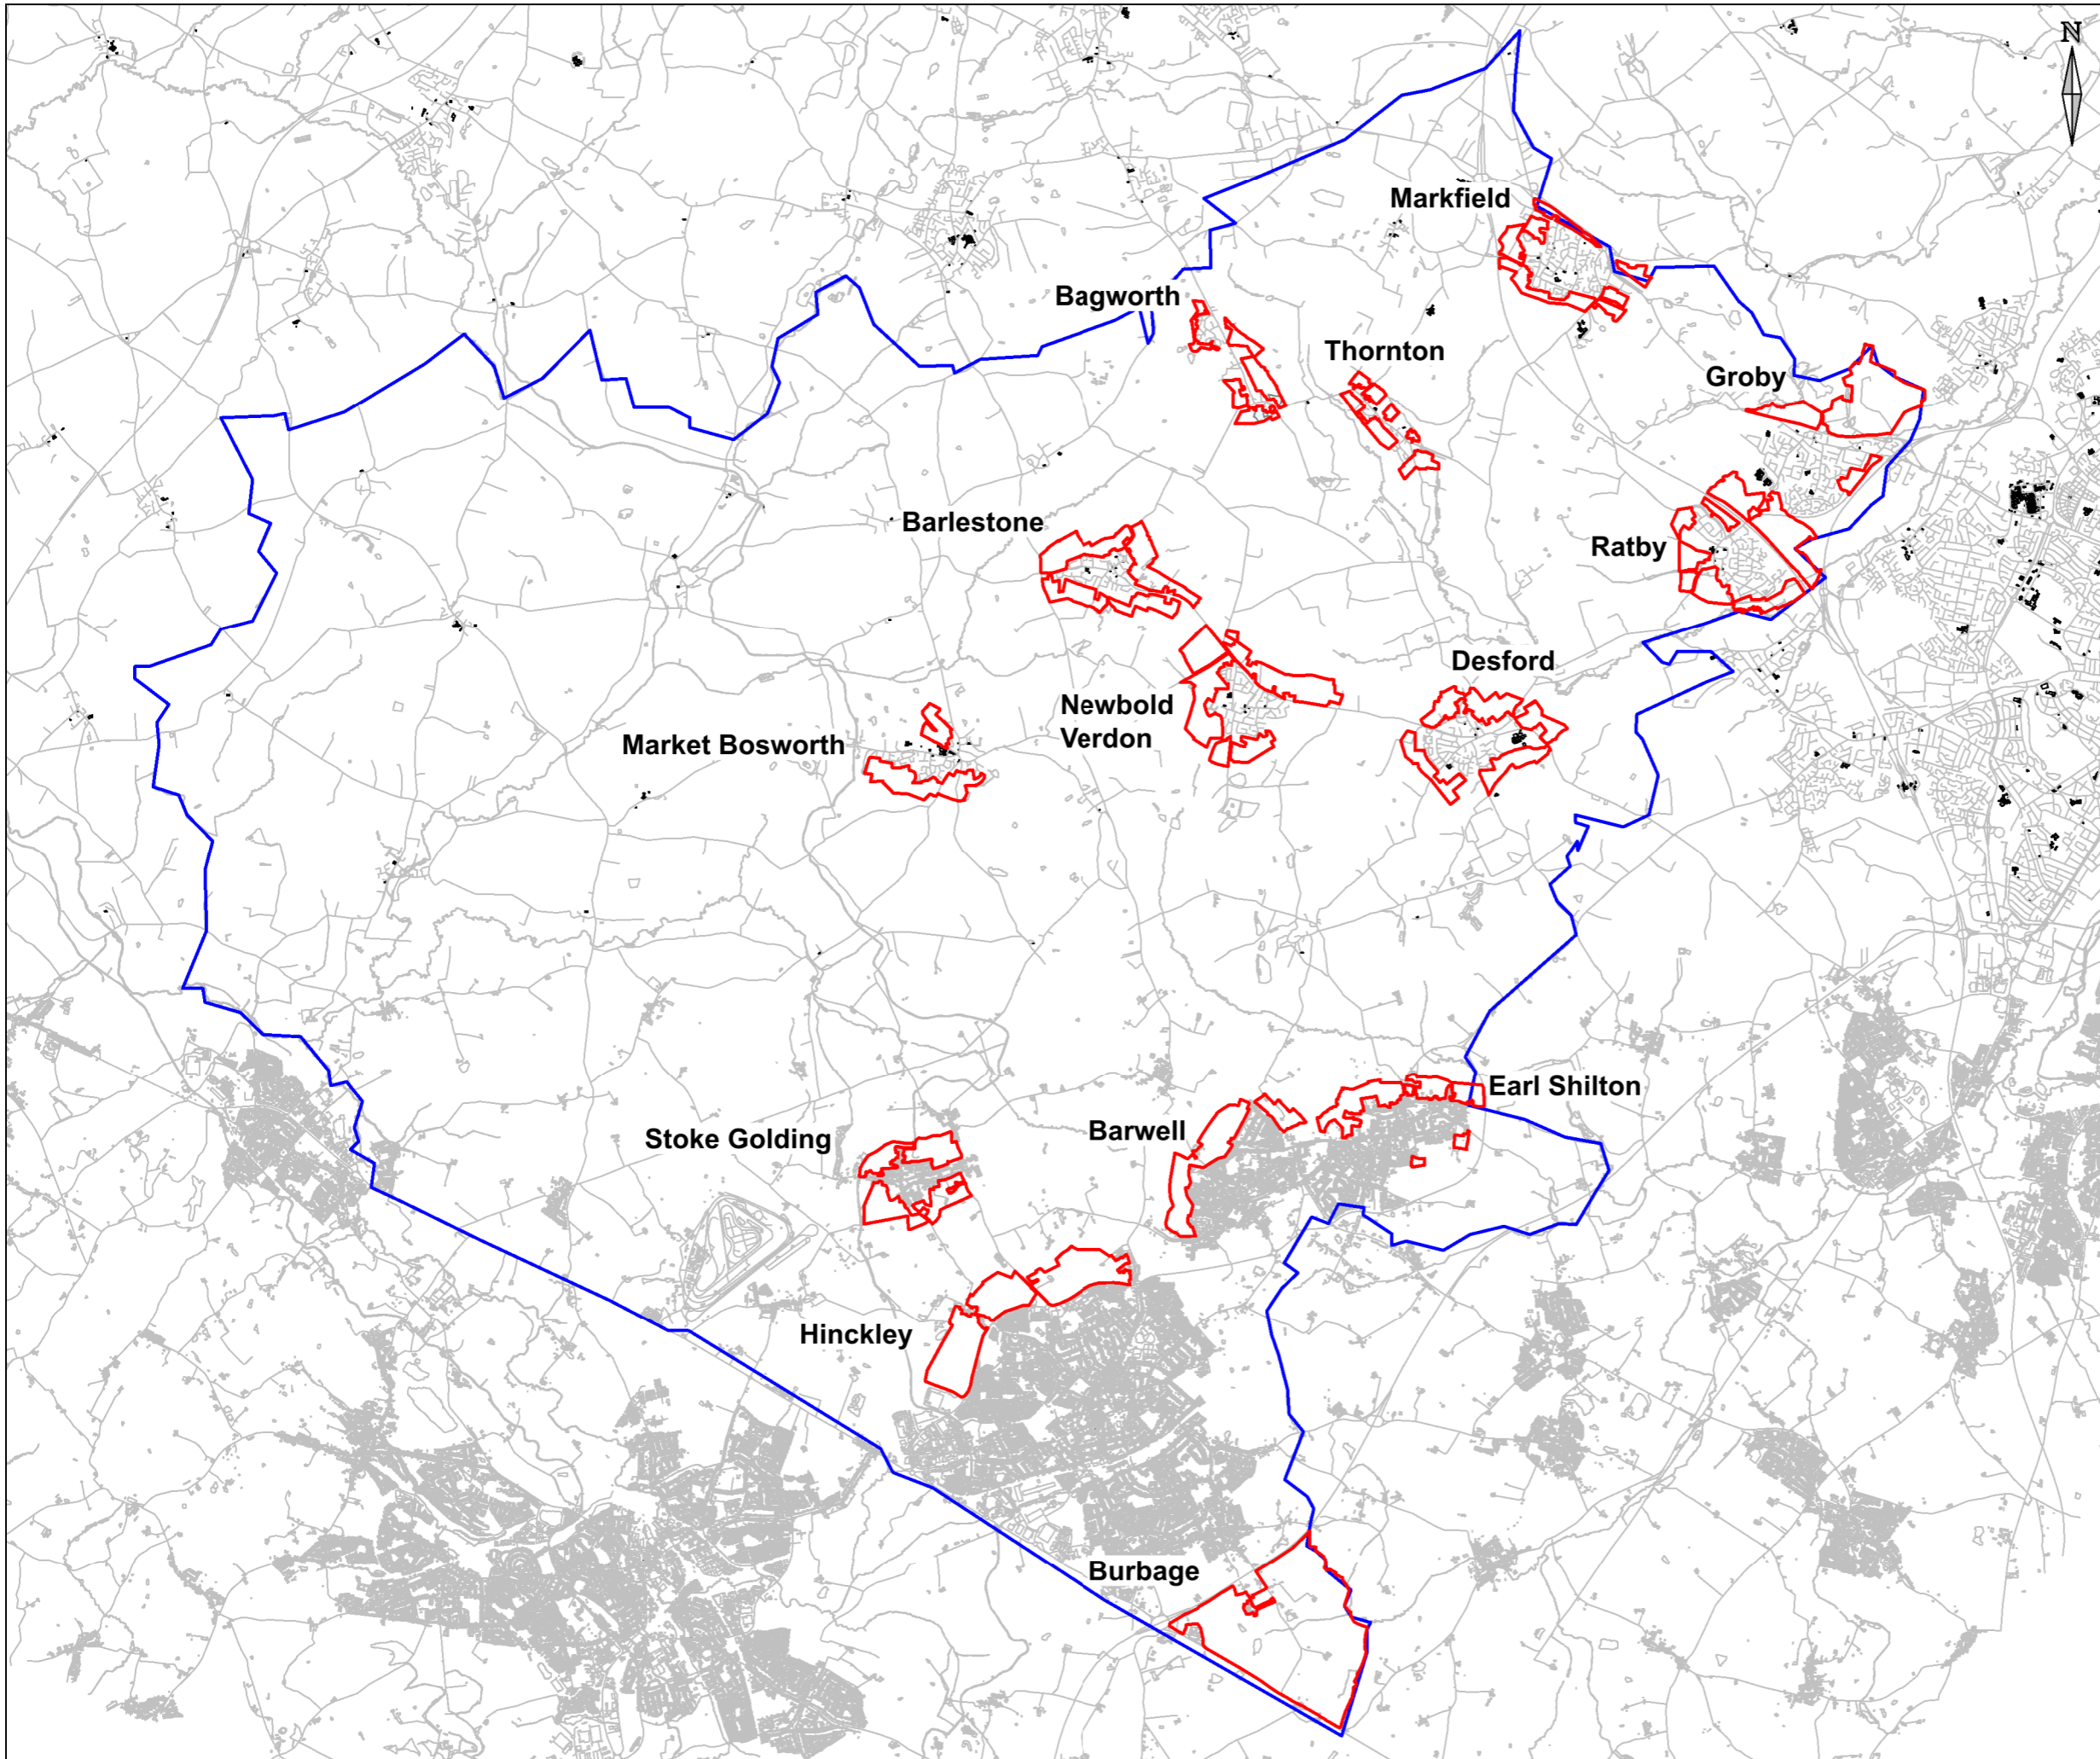 N
Markfield
Bagworth
Thornton
Groby
Barlestone
Ratby
Desford
Newbold
Verdon
Market Bosworth
Earl Shilton
Barwell
Stoke Golding
Hinckley
Burbage